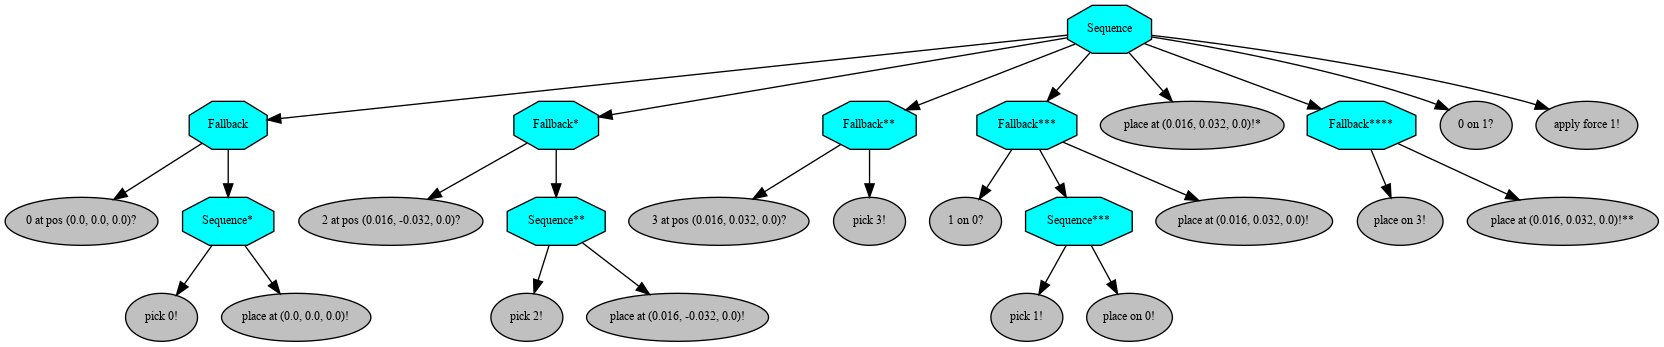 Sequence
Fallback
Fallback*
Fallback**
Fallback***
place at (0.016, 0.032, 0.0)!*
Fallback****
0 on 1?
apply force 1!
0 at pos (0.0, 0.0, 0.0)?
Sequence*
2 at pos (0.016, -0.032, 0.0)?
Sequence**
3 at pos (0.016, 0.032, 0.0)?
pick 3!
1 on 0?
Sequence***
place at (0.016, 0.032, 0.0)!
place on 3!
place at (0.016, 0.032, 0.0)!**
pick 0!
place at (0.0, 0.0, 0.0)!
pick 2!
place at (0.016, -0.032, 0.0)!
pick 1!
place on 0!